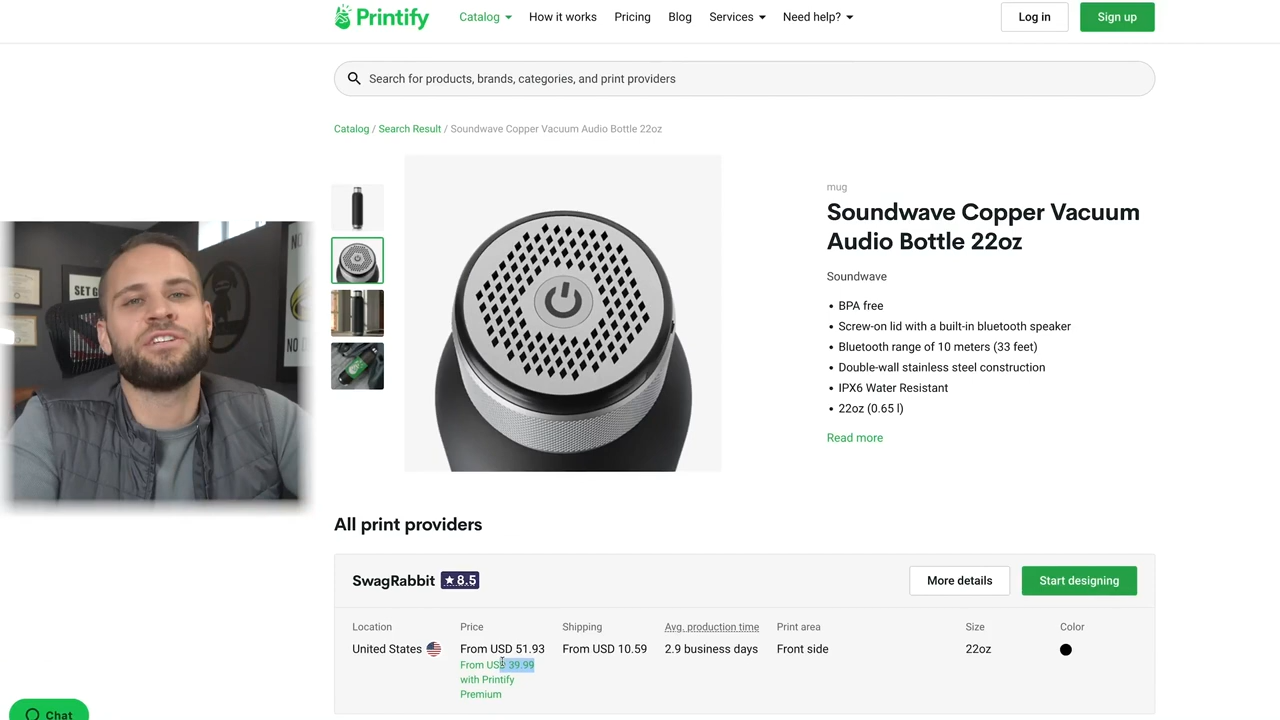 Printify
Catalog
How it works
Pricing
Blog
Services
Need help?
Log in
Sign up
Search for products, brands, categories, and print providers
Catalog / Search Result / Soundwave Copper Vacuum Audio Bottle 22oz
mug
Soundwave Copper Vacuum
Audio Bottle 22oz
Soundwave
• BPA free
• Screw-on lid with a built-in bluetooth speaker
• Bluetooth range of 10 meters (33 feet)
• Double-wall stainless steel construction
• IPX6 Water Resistant
• 22oz (0.65 l)
Read more
SET G
NO
NO
All print providers
SwagRabbit
★ 8.5
More details
Start designing
Location
Price
Shipping
Avg. production time
Print area
Size
Color
United States
From USD 51.93
From USD 10.59
2.9 business days
Front side
22oz
From USD 39.99
with Printify
Premium
Chat